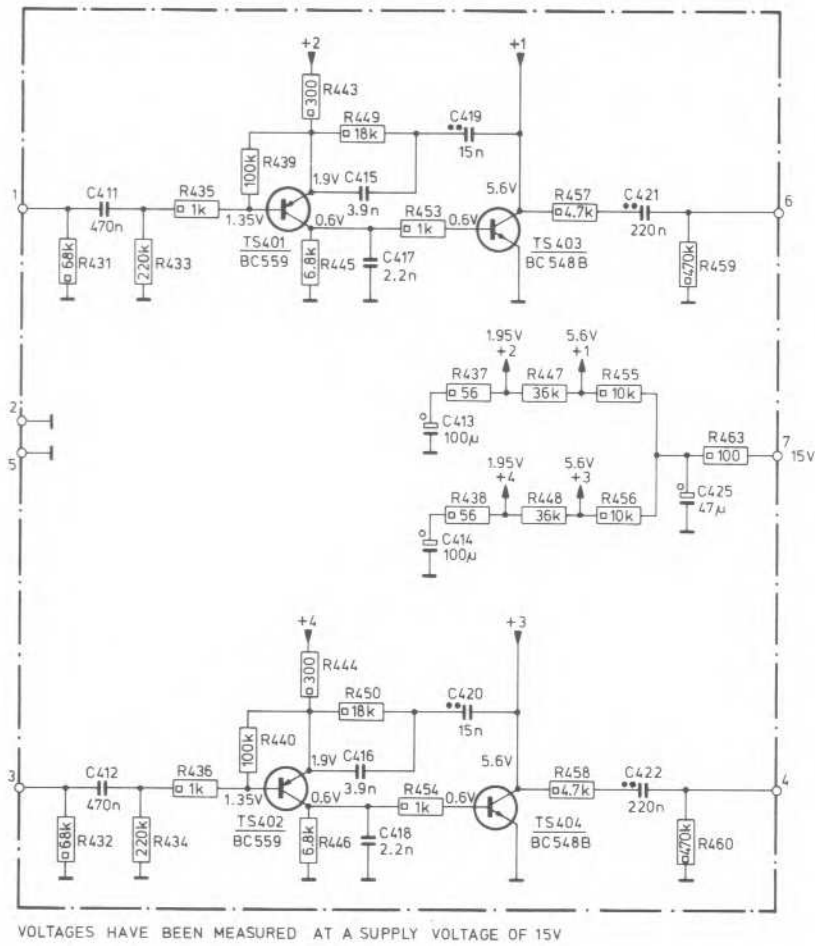 +2 +1
300 R443
R449 C419
18k 15n
100k R439
C415
1.9V 3.9n 5.6V
1 C411 R435 R453 R457 C421 6
470n 1k 1.35V 0.6V 1k 0.6V 4.7k 220n
TS401 TS403
BC559 BC548B
68k R431 220k R433 6.8k R445 C417 2.2n 470k R459
1.95V 5.6V
+2 +1
R437 R447 R455
56 36k 10k
2
C413
100µ
R463 7
5 100 15V
1.95V 5.6V
+4 +3
R438 R448 R456 C425
56 36k 10k 47µ
C414
100µ
+4 +3
300 R444
R450 C420
18k 15n
100k R440
C416
1.9V 3.9n 5.6V
3 C412 R436 R454 R458 C422 4
470n 1k 1.35V 0.6V 1k 0.6V 4.7k 220n
TS402 TS404
BC559 BC548B
68k R432 220k R434 6.8k R446 C418 2.2n 470k R460
VOLTAGES HAVE BEEN MEASURED AT A SUPPLY VOLTAGE OF 15V